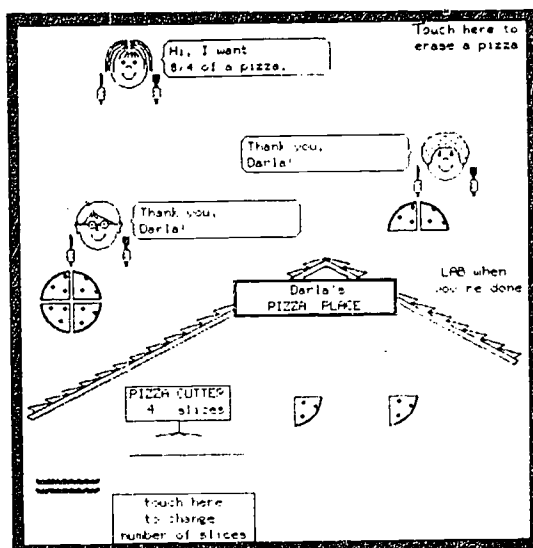 Touch here to
erase a pizza
Hi, I want
8/4 of a pizza.
Thank you,
Darla!
Thank you,
Darla!
LAB when
you're done
Darla's
PIZZA PLACE
PIZZA CUTTER
4 slices
touch here
to change
number of slices